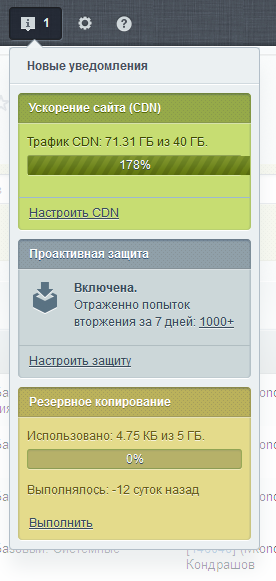 1
Новые уведомления
Ускорение сайта (CDN)
Трафик CDN: 71.31 ГБ из 40 ГБ.
178%
Настроить CDN
Проактивная защита
Включена.
Отраженно попыток
вторжения за 7 дней: 1000+
Настроить защиту
Резервное копирование
Использовано: 4.75 КБ из 5 ГБ.
0%
Выполнялось: -12 суток назад
Выполнить
Кондрашов